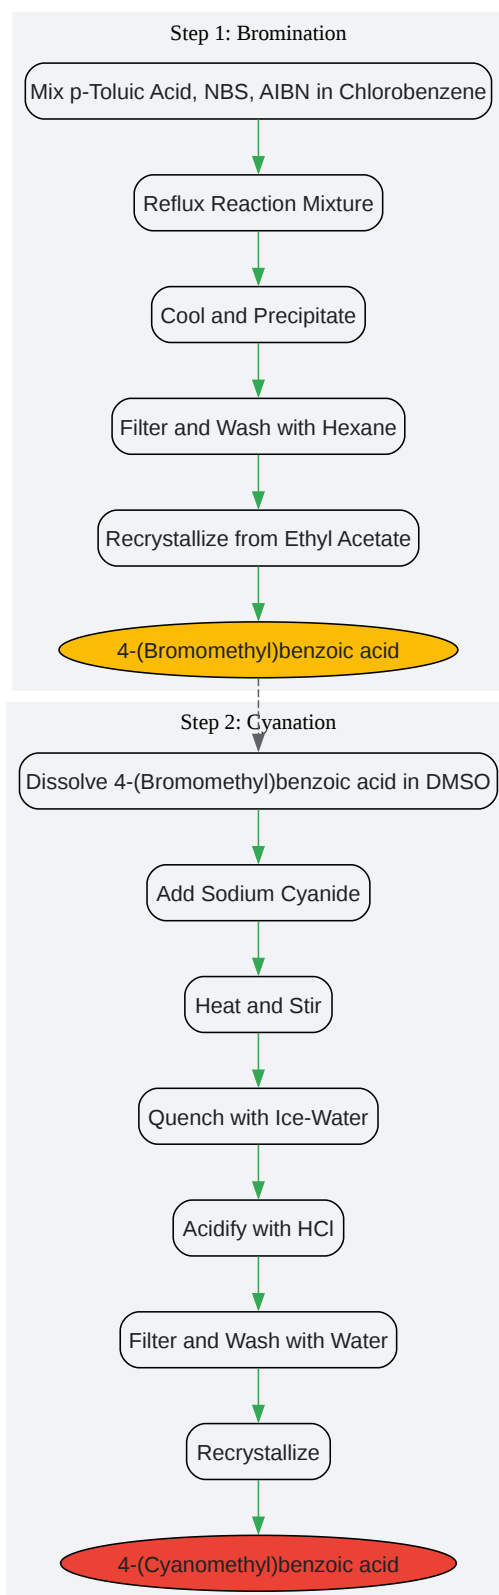 Step 1: Bromination
Mix p-Toluic Acid, NBS, AIBN in Chlorobenzene
Reflux Reaction Mixture
Cool and Precipitate
Filter and Wash with Hexane
Recrystallize from Ethyl Acetate
4-(Bromomethyl)benzoic acid
Step 2: Cyanation
Dissolve 4-(Bromomethyl)benzoic acid in DMSO
Add Sodium Cyanide
Heat and Stir
Quench with Ice-Water
Acidify with HCl
Filter and Wash with Water
Recrystallize
4-(Cyanomethyl)benzoic acid